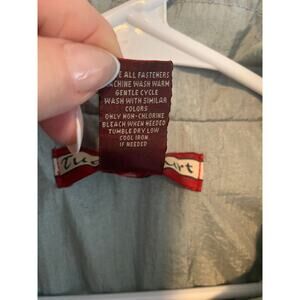 ALL FASTENERS
MACHINE WASH WARM
GENTLE CYCLE
WASH WITH SIMILAR
COLORS
ONLY NON-CHLORINE
BLEACH WHEN NEEDED
TUMBLE DRY LOW
COOL IRON
IF NEEDED